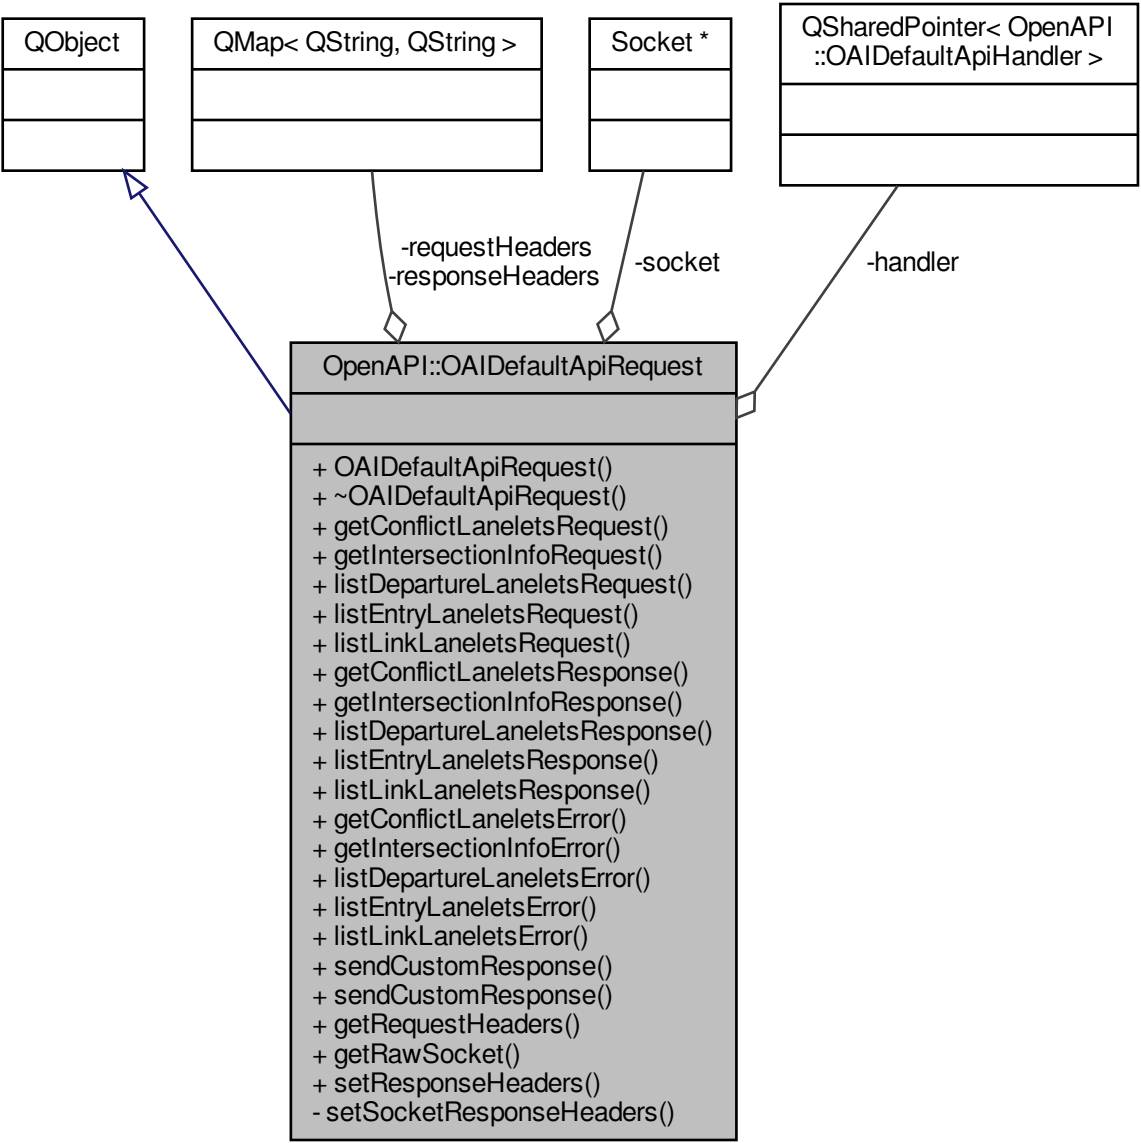 QObject
QMap< QString, QString >
Socket *
QSharedPointer< OpenAPI
::OAIDefaultApiHandler >
-requestHeaders
-responseHeaders
-socket
-handler
OpenAPI::OAIDefaultApiRequest
+ OAIDefaultApiRequest()
+ ~OAIDefaultApiRequest()
+ getConflictLaneletsRequest()
+ getIntersectionInfoRequest()
+ listDepartureLaneletsRequest()
+ listEntryLaneletsRequest()
+ listLinkLaneletsRequest()
+ getConflictLaneletsResponse()
+ getIntersectionInfoResponse()
+ listDepartureLaneletsResponse()
+ listEntryLaneletsResponse()
+ listLinkLaneletsResponse()
+ getConflictLaneletsError()
+ getIntersectionInfoError()
+ listDepartureLaneletsError()
+ listEntryLaneletsError()
+ listLinkLaneletsError()
+ sendCustomResponse()
+ sendCustomResponse()
+ getRequestHeaders()
+ getRawSocket()
+ setResponseHeaders()
- setSocketResponseHeaders()